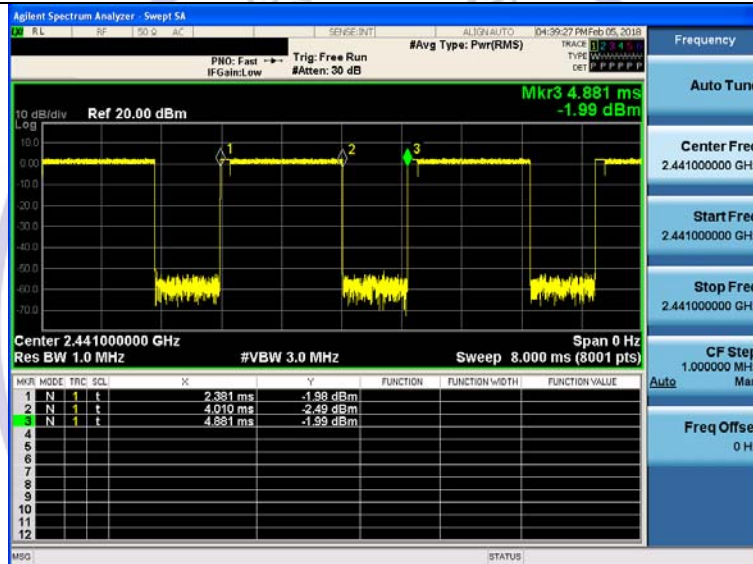 Agilent Spectrum Analyzer - Swept SA
RL RF 50 Ω AC SENSE:INT ALIGN AUTO 04:39:27 PM Feb 05, 2018
#Avg Type: Pwr(RMS) TRACE 1 2 3 4 5 6
PNO: Fast Trig: Free Run TYPE WWWWWW
IFGain:Low #Atten: 30 dB DET P P P P P P
Frequency
Auto Tune
Mkr3 4.881 ms
-1.99 dBm
10 dB/div Ref 20.00 dBm
Log
10.0
0.00
-10.0
-20.0
-30.0
-40.0
-50.0
-60.0
-70.0
1 2 3
Center Freq
2.441000000 GH
Start Freq
2.441000000 GH
Stop Freq
2.441000000 GH
Center 2.441000000 GHz Span 0 Hz
Res BW 1.0 MHz #VBW 3.0 MHz Sweep 8.000 ms (8001 pts)
CF Step
1.000000 MH
Auto Ma
Freq Offse
0 H
MKR MODE TRC SCL X Y FUNCTION FUNCTION WIDTH FUNCTION VALUE
1 N 1 t 2.381 ms -1.98 dBm
2 N 1 t 4.010 ms -2.49 dBm
3 N 1 t 4.881 ms -1.99 dBm
4
5
6
7
8
9
10
11
12
MSG STATUS